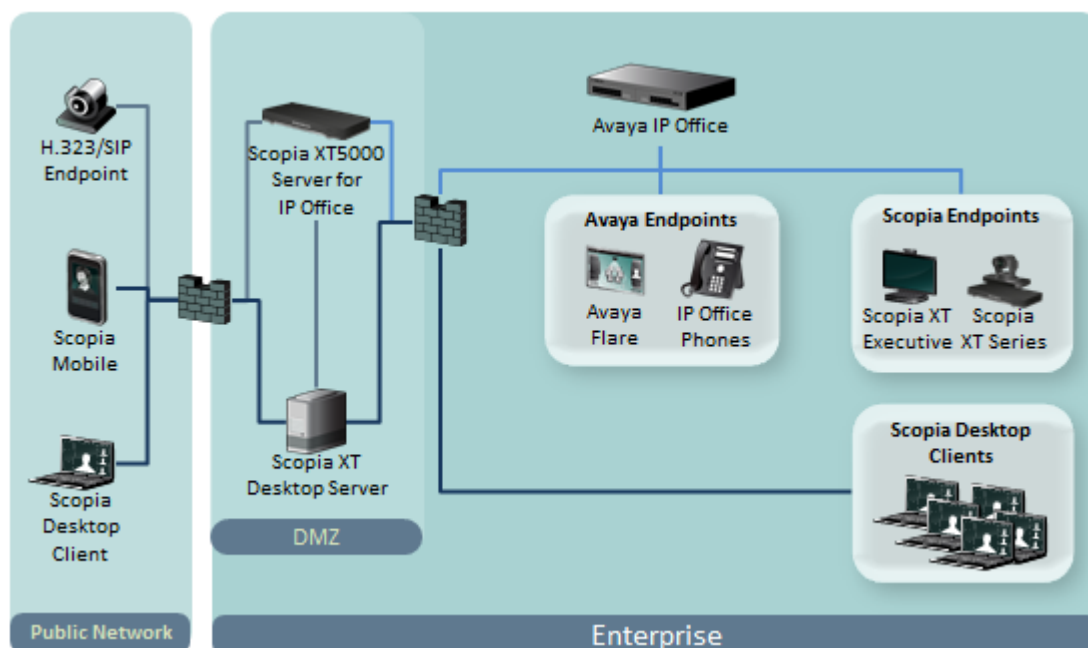 H.323/SIP
Endpoint
Scopia
Mobile
Scopia
Desktop
Client
Public Network
Scopia XT5000
Server for
IP Office
Scopia XT
Desktop Server
DMZ
Avaya IP Office
Avaya Endpoints
Avaya
Flare
IP Office
Phones
Scopia Endpoints
Scopia XT
Executive
Scopia
XT Series
Scopia Desktop
Clients
Enterprise